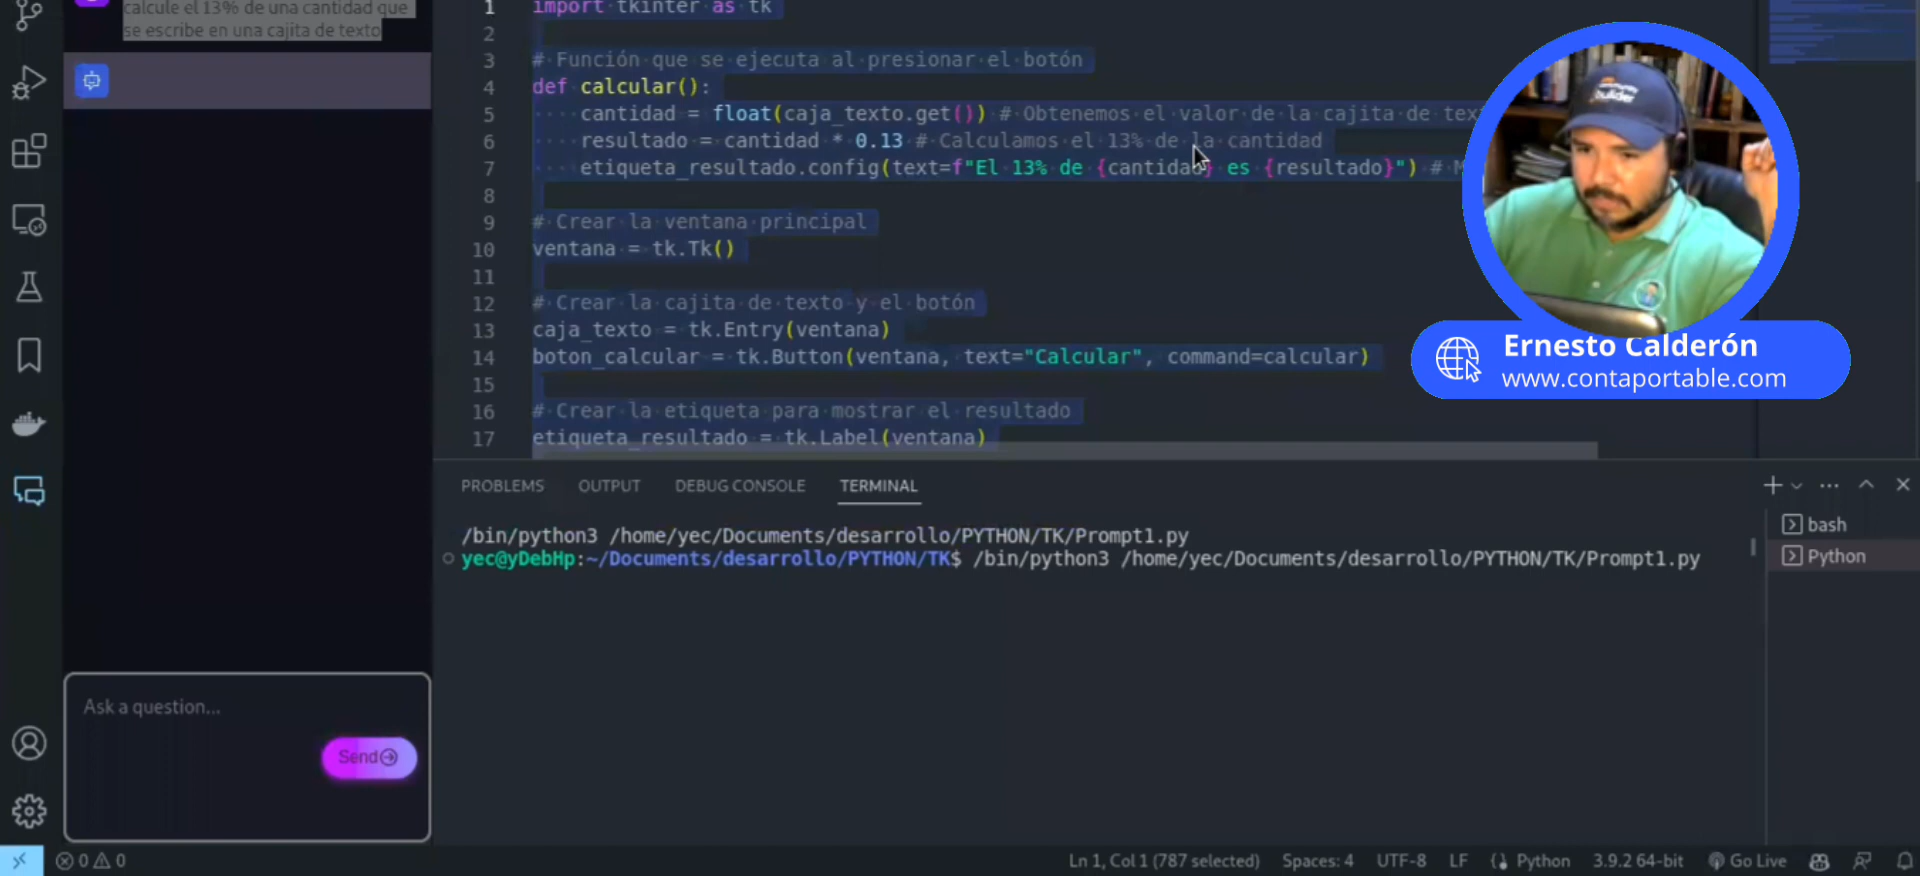 calcule el 13% de una cantidad que
se escribe en una cajita de texto
1 import tkinter as tk
2
3 # Función que se ejecuta al presionar el botón
4 def calcular():
5 cantidad = float(caja_texto.get()) # Obtenemos el valor de la cajita de
6 resultado = cantidad * 0.13 # Calculamos el 13% de la cantidad
7 etiqueta_resultado.config(text=f"El 13% de {cantidad} es {resultado}") #
8
9 # Crear la ventana principal
10 ventana = tk.Tk()
11
12 # Crear la cajita de texto y el botón
13 caja_texto = tk.Entry(ventana)
14 boton_calcular = tk.Button(ventana, text="Calcular", command=calcular)
15
16 # Crear la etiqueta para mostrar el resultado
17 etiqueta_resultado = tk.Label(ventana)
builder
Ernesto Calderón
www.contaportable.com
PROBLEMS OUTPUT DEBUG CONSOLE TERMINAL
/bin/python3 /home/yec/Documents/desarrollo/PYTHON/TK/Prompt1.py
yec@yDebHp:~/Documents/desarrollo/PYTHON/TK$ /bin/python3 /home/yec/Documents/desarrollo/PYTHON/TK/Prompt1.py
bash
Python
Ask a question...
Send
0 0 Ln 1, Col 1 (787 selected) Spaces: 4 UTF-8 LF Python 3.9.2 64-bit Go Live